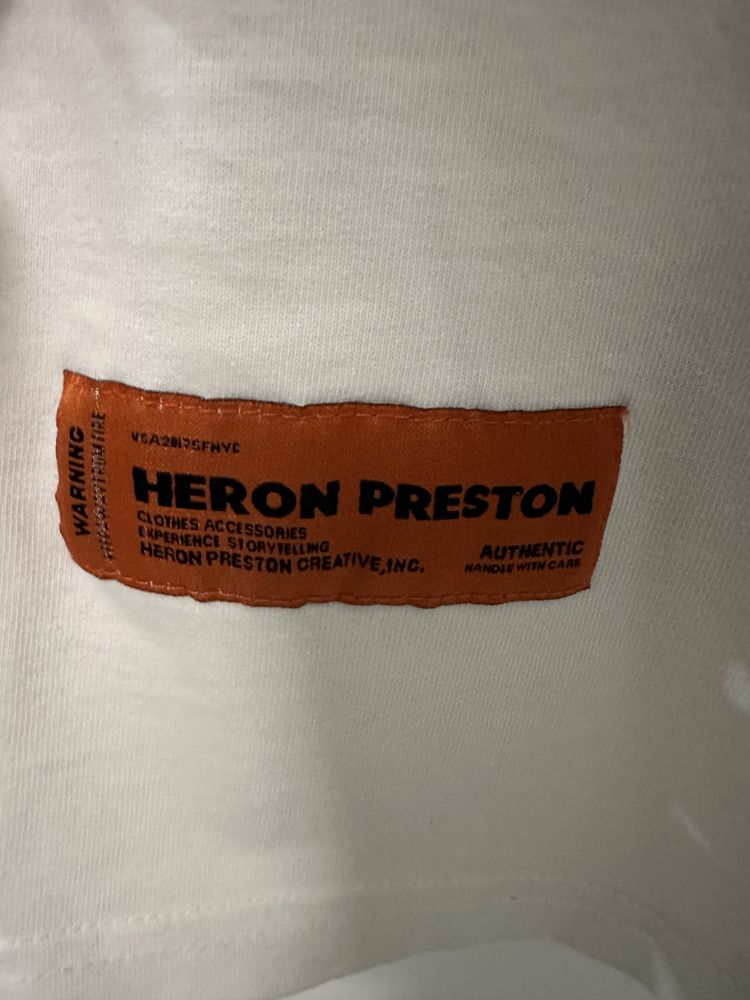 WARNING
HERON PRESTON
CLOTHES ACCESSORIES
EXPERIENCE STORYTELLING
HERON PRESTON CREATIVE,INC.
AUTHENTIC
HANDLE WITH CARE